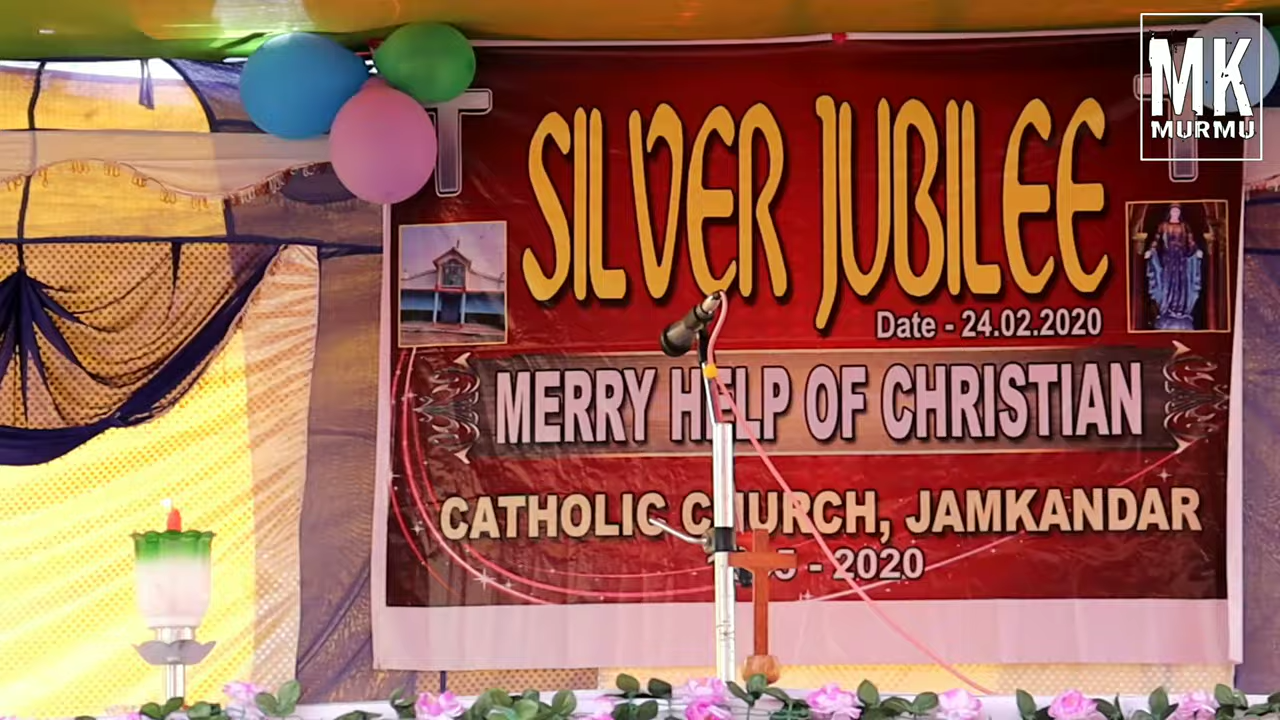 MK
MURMU
SILVER JUBILEE
Date - 24.02.2020
MERRY HELP OF CHRISTIAN
CATHOLIC CHURCH, JAMKANDAR
- 2020